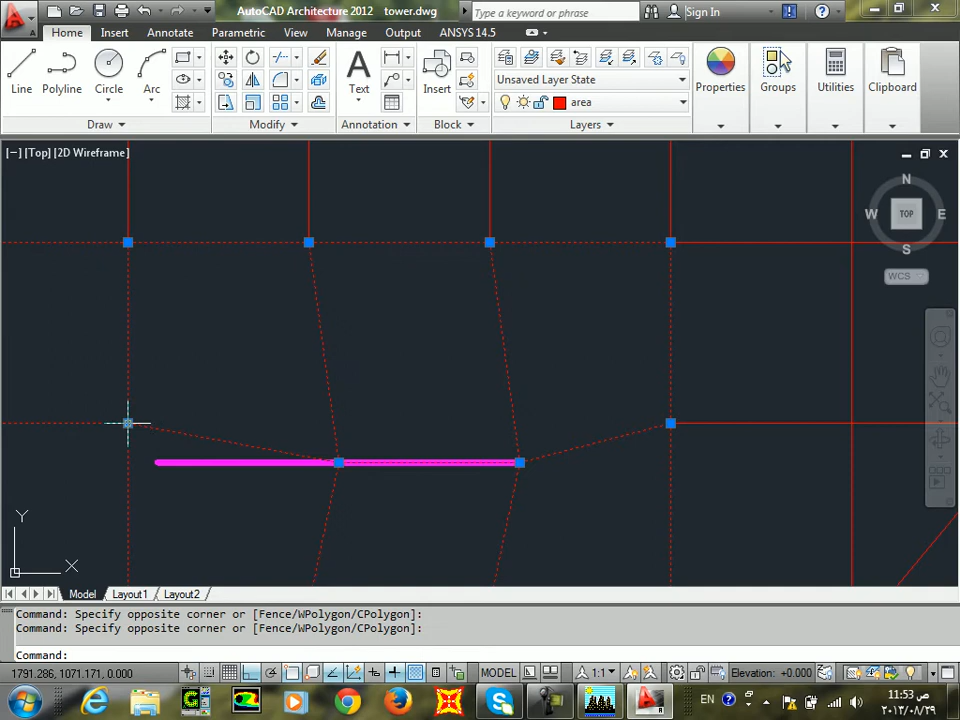 AutoCAD Architecture 2012 tower.dwg
Type a keyword or phrase
Sign In
Home Insert Annotate Parametric View Manage Output ANSYS 14.5
Line Polyline Circle Arc
Text
Insert
Unsaved Layer State
area
Properties Groups Utilities Clipboard
Draw Modify Annotation Block Layers
[−] [Top] [2D Wireframe]
N
W TOP E
S
WCS
Y
X
Model Layout1 Layout2
Command: Specify opposite corner or [Fence/WPolygon/CPolygon]:
Command: Specify opposite corner or [Fence/WPolygon/CPolygon]:
Command:
1791.286, 1071.171, 0.000
MODEL
1:1
Elevation: +0.000
EN
11:53 ص
٢٠١٣/٠٨/٢٩